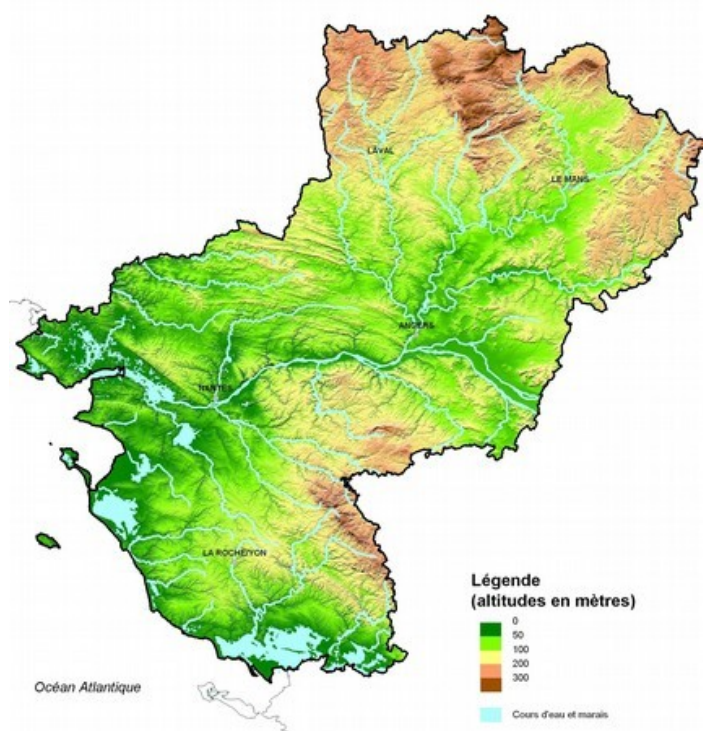 LAVAL
LE MANS
ANGERS
NANTES
LA ROCHE/YON
Océan Atlantique
Légende
(altitudes en mètres)
0
50
100
200
300
Cours d'eau et marais